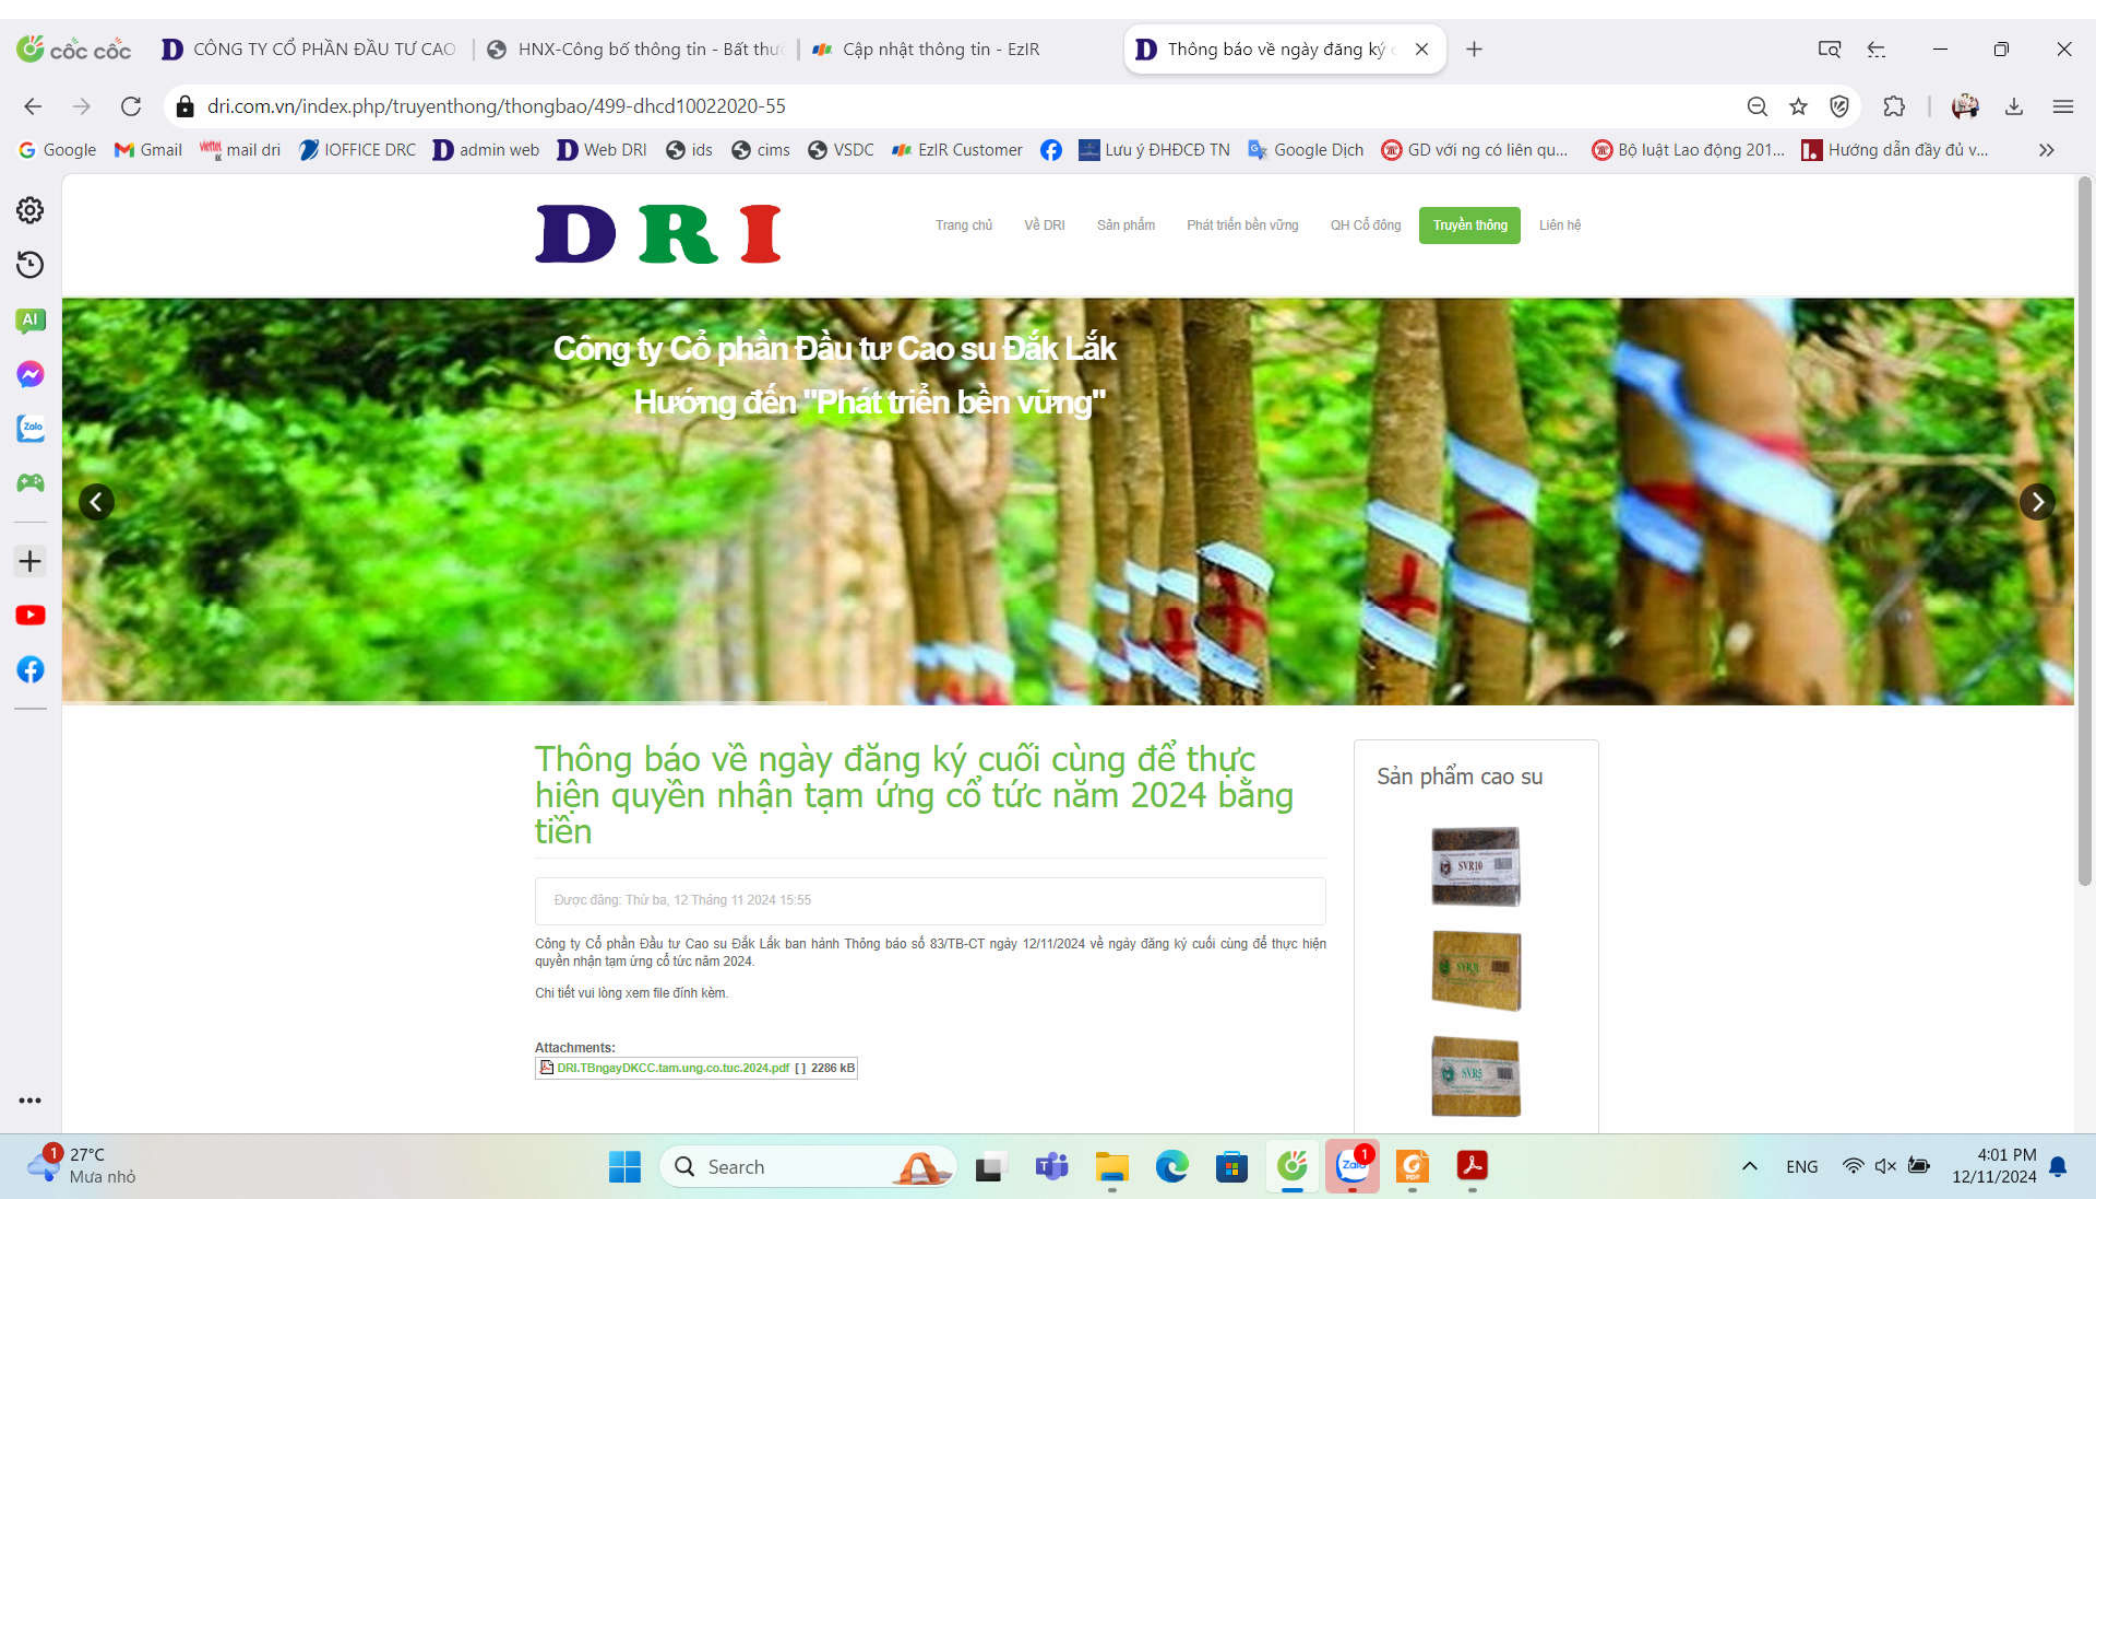 cốc cốc
CÔNG TY CỔ PHẦN ĐẦU TƯ CAO
HNX-Công bố thông tin - Bất thư
Cập nhật thông tin - EzIR
Thông báo về ngày đăng ký c
dri.com.vn/index.php/truyenthong/thongbao/499-dhcd10022020-55
Google
Gmail
mail dri
IOFFICE DRC
admin web
Web DRI
ids
cims
VSDC
EzIR Customer
Lưu ý ĐHĐCĐ TN
Google Dịch
GD với ng có liên qu...
Bộ luật Lao động 201...
Hướng dẫn đầy đủ v...
AI
Zalo
DRI
Trang chủ
Về DRI
Sản phẩm
Phát triển bền vững
QH Cổ đông
Truyền thông
Liên hệ
Công ty Cổ phần Đầu tư Cao su Đắk Lắk
Hướng đến "Phát triển bền vững"
Thông báo về ngày đăng ký cuối cùng để thực
hiện quyền nhận tạm ứng cổ tức năm 2024 bằng
tiền
Được đăng: Thứ ba, 12 Tháng 11 2024 15:55
Công ty Cổ phần Đầu tư Cao su Đắk Lắk ban hành Thông báo số 83/TB-CT ngày 12/11/2024 về ngày đăng ký cuối cùng để thực hiện
quyền nhận tạm ứng cổ tức năm 2024.
Chi tiết vui lòng xem file đính kèm.
Attachments:
DRI.TBngayDKCC.tam.ung.co.tuc.2024.pdf [ ] 2286 kB
Sản phẩm cao su
SVR10
SVR5
1
27°C
Mưa nhỏ
Search
Zalo
1
ENG
4:01 PM
12/11/2024